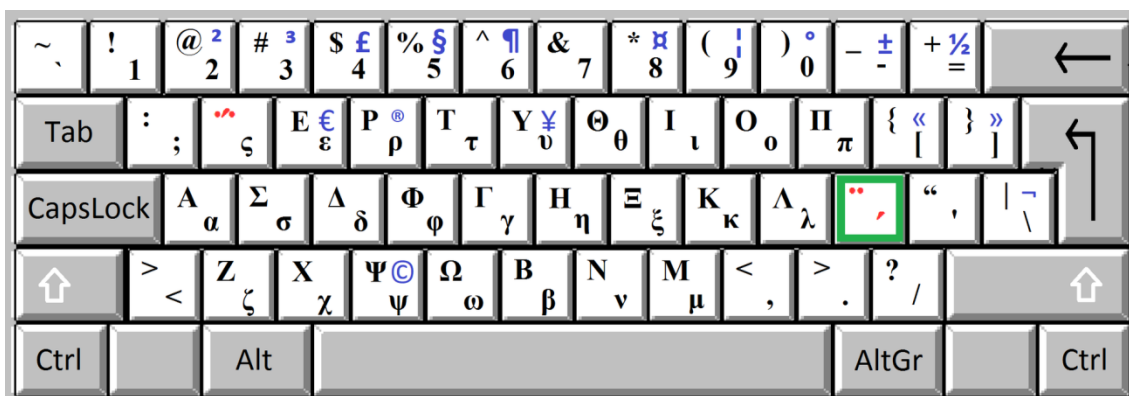 ~ ` ! 1 @ ² 2 # ³ 3 $ £ 4 % § 5 ^ ¶ 6 & 7 * ¤ 8 ( ¦ 9 ) ° 0 _ ± - + ½ = ←
Tab : ; ΅ ς Ε € ε Ρ ® ρ Τ τ Υ ¥ υ Θ θ Ι ι Ο ο Π π { « [ } » ]
CapsLock Α α Σ σ Δ δ Φ φ Γ γ Η η Ξ ξ Κ κ Λ λ ¨ ΄ “ ' | ¬ \
> < Ζ ζ Χ χ Ψ © ψ Ω ω Β β Ν ν Μ μ < , > . ? /
Ctrl Alt AltGr Ctrl